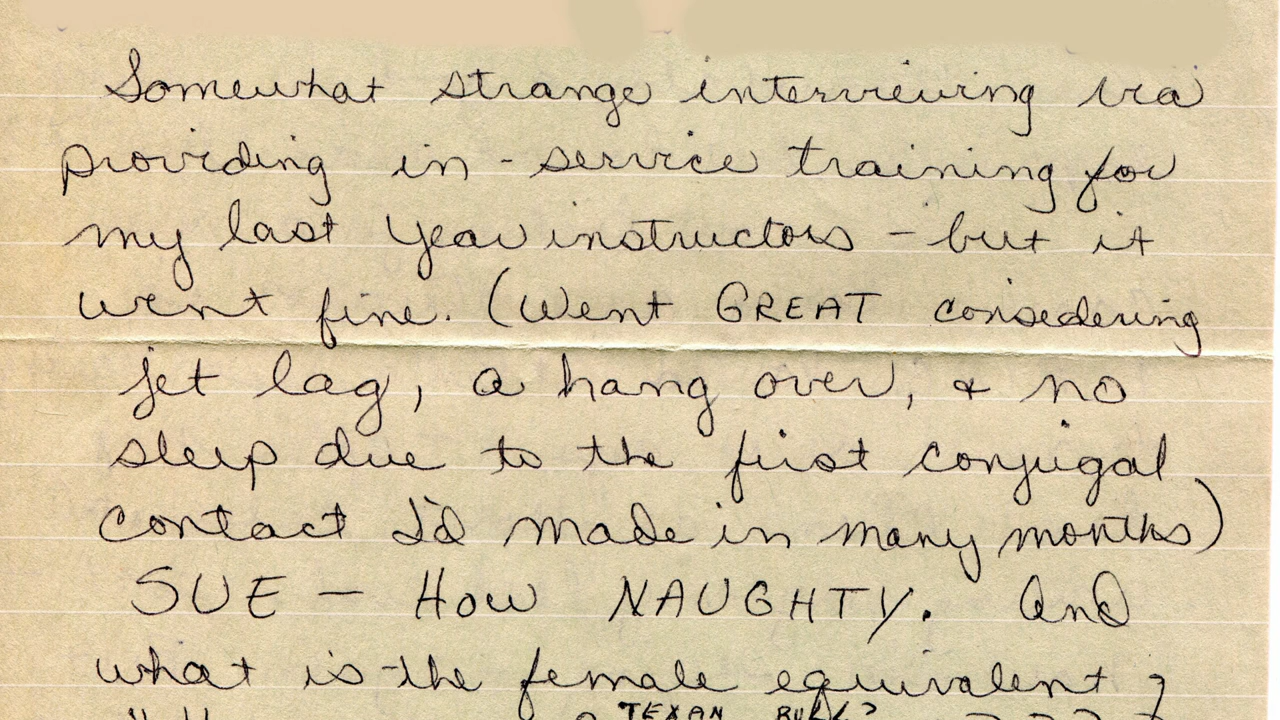 Somewhat strange interviewing via
providing in-service training for
my last year instructors - but it
went fine. (Went GREAT considering
jet lag, a hang over, & no
sleep due to the first conjugal
contact I'd made in many months)
SUE - How NAUGHTY. And
what is the female equivalent
TEXAN BULL?